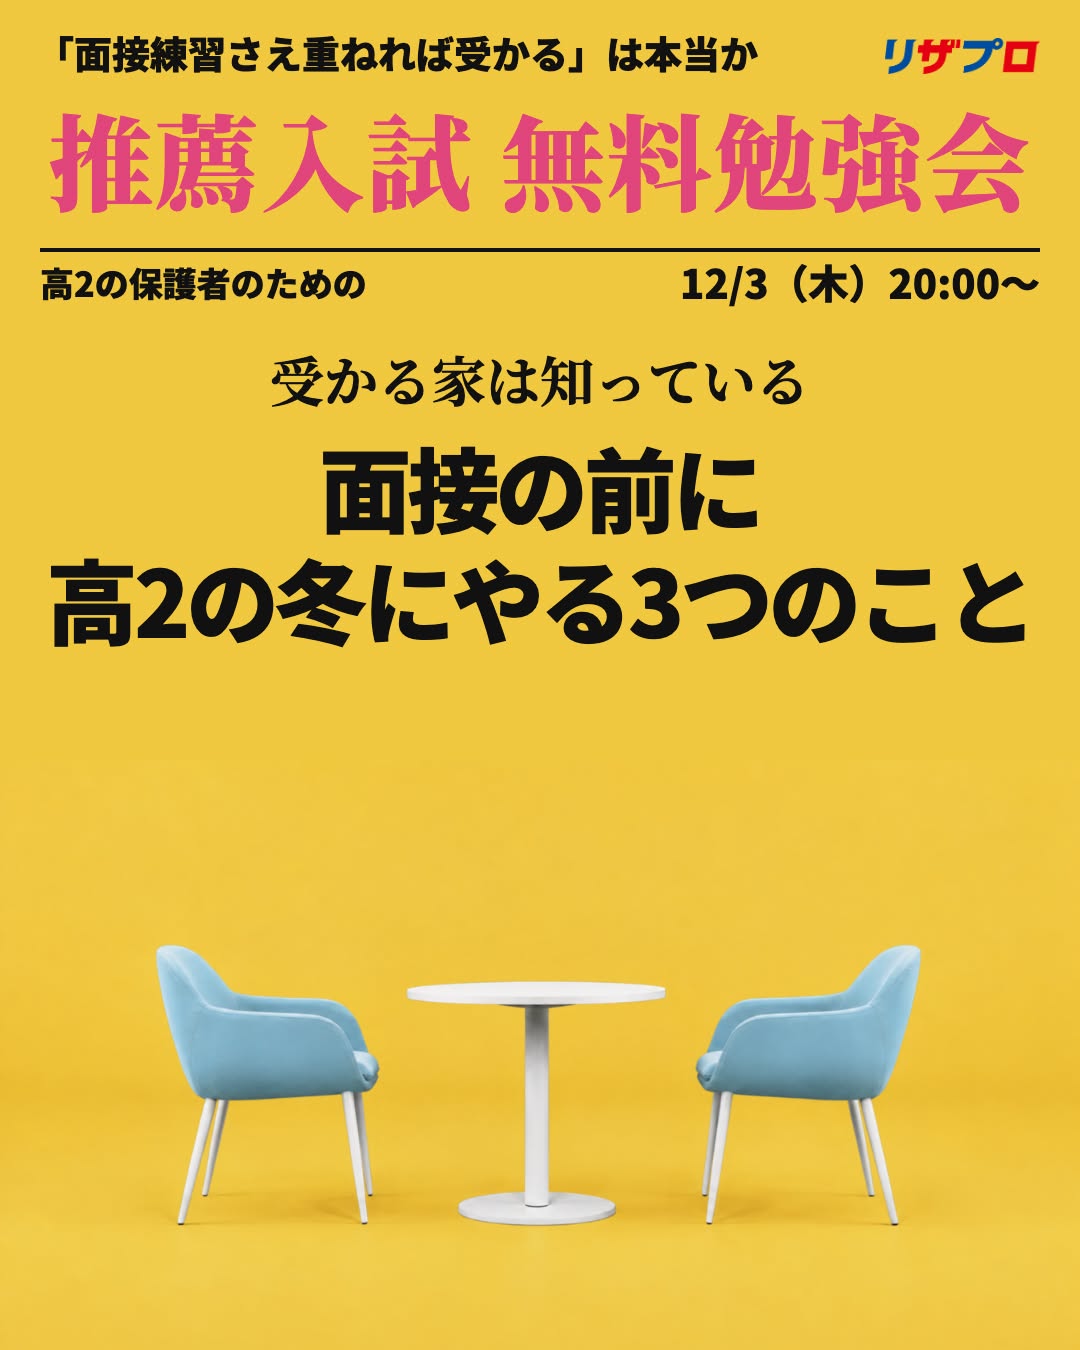 「面接練習さえ重ねれば受かる」は本当か
リザプロ
推薦入試 無料勉強会
高2の保護者のための
12/3（木）20:00〜
受かる家は知っている
面接の前に
高2の冬にやる3つのこと